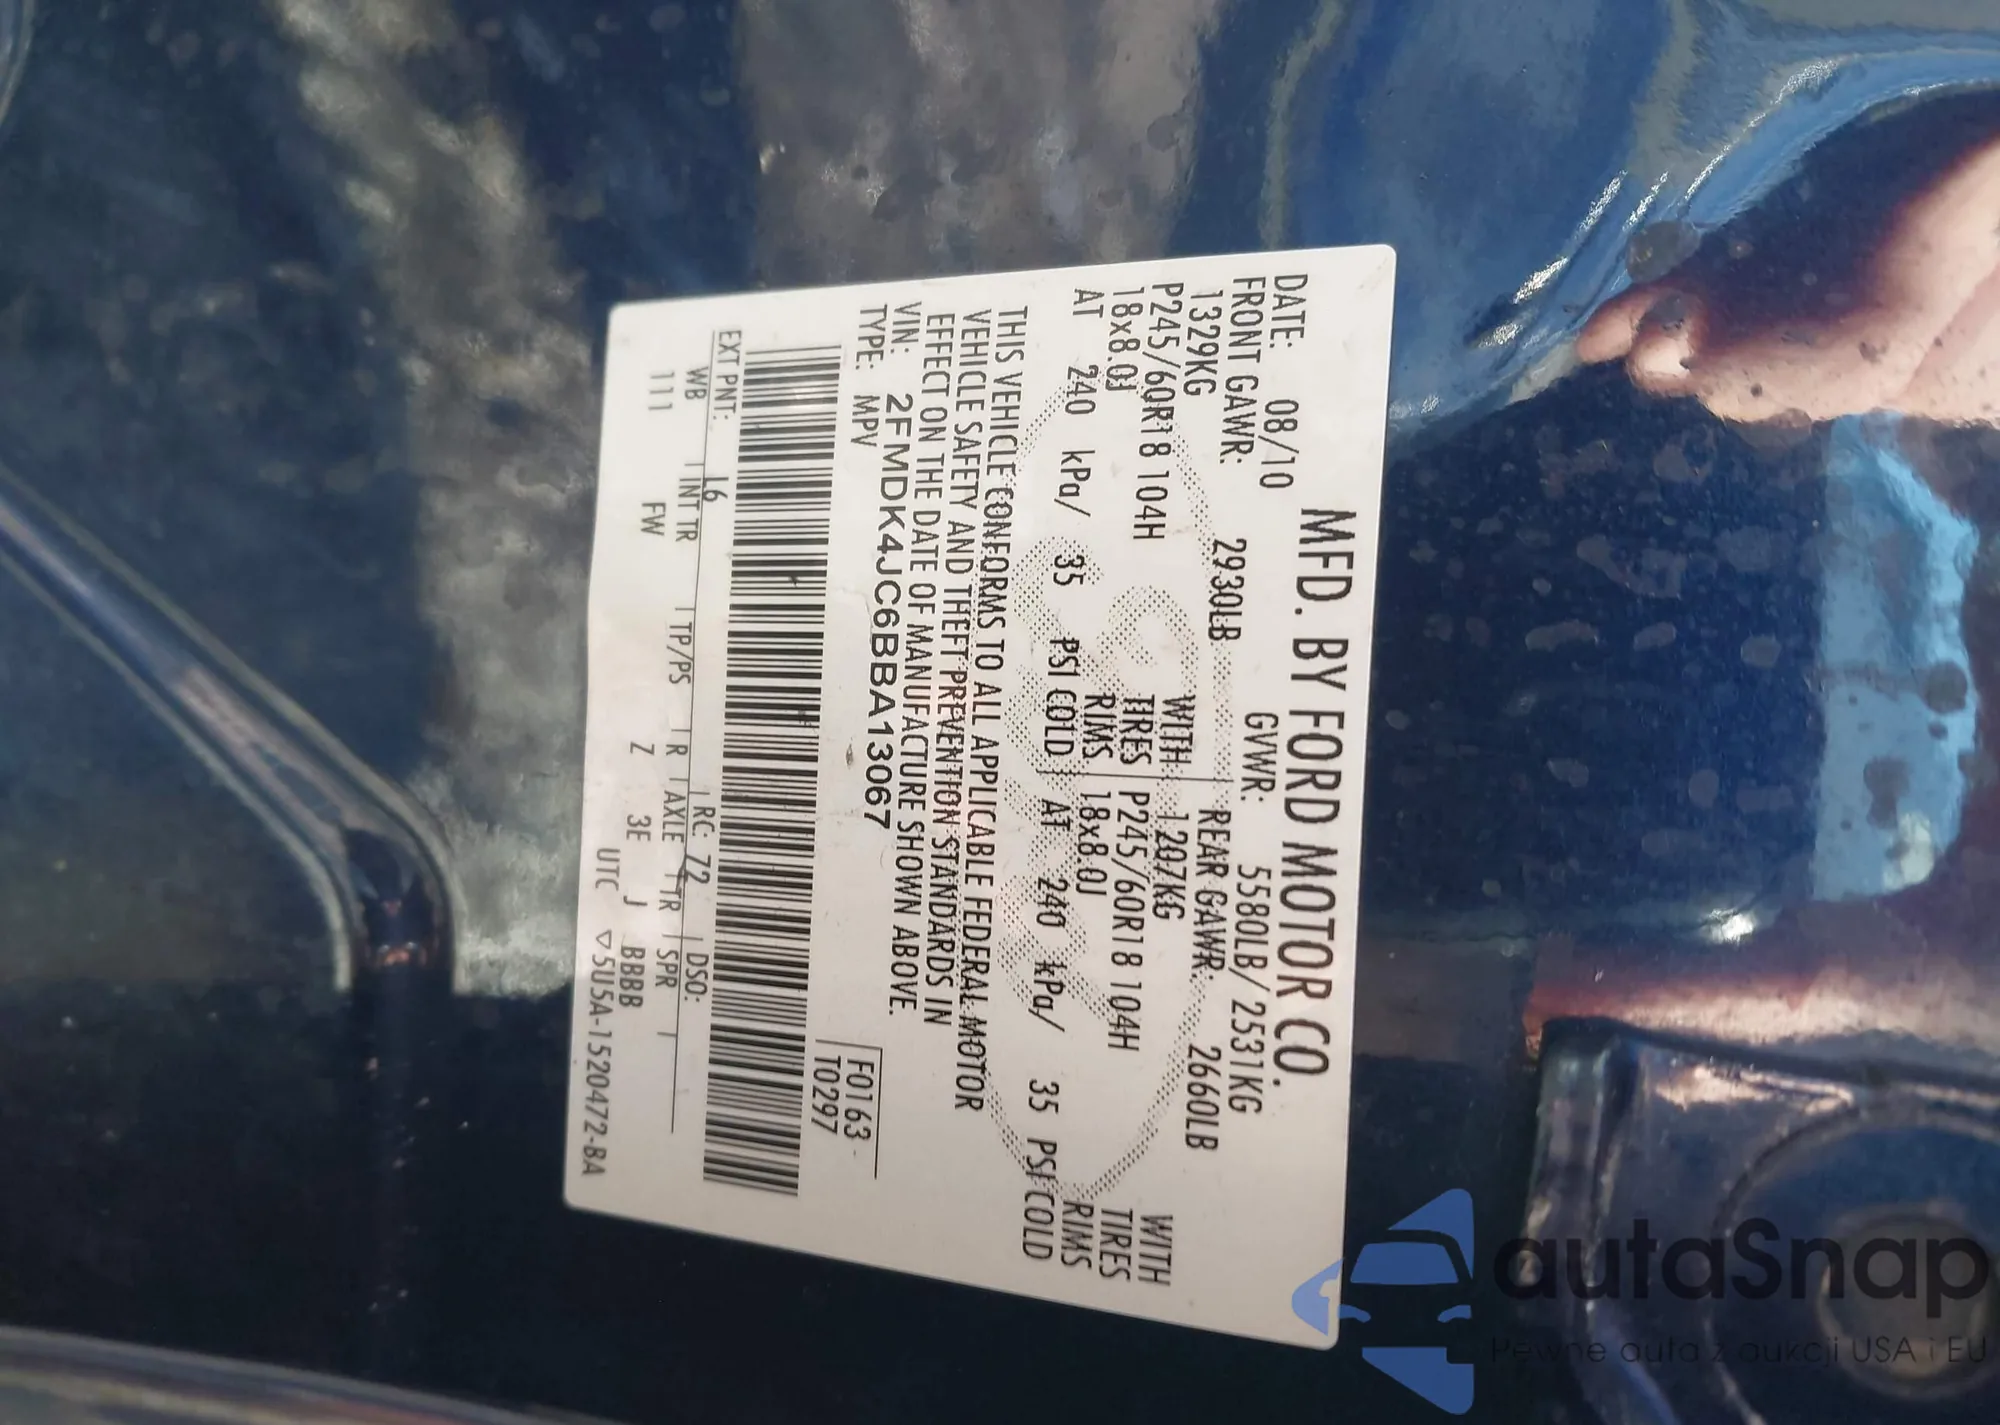 MFD. BY FORD MOTOR CO.
DATE: 08/10 GVWR: 5580LB/2531KG
FRONT GAWR: 2930LB REAR GAWR: 2660LB
1329KG WITH 1207KG WITH
P245/60R18 104H TIRES P245/60R18 104H TIRES
18x8.0J RIMS 18x8.0J RIMS
AT 240 kPa/ 35 PSI COLD AT 240 kPa/ 35 PSI COLD
THIS VEHICLE CONFORMS TO ALL APPLICABLE FEDERAL MOTOR
VEHICLE SAFETY AND THEFT PREVENTION STANDARDS IN
EFFECT ON THE DATE OF MANUFACTURE SHOWN ABOVE.
VIN: 2FMDK4JC6BBA13067 F0163
TYPE: MPV T0297
EXT PNT: L6 RC: 72 DSO:
WB INT TR TP/PS R AXLE TR SPR
111 FW Z 3E J BBBB
UTC ▽5U5A-1520472-BA
autaSnap
Pewne auta z aukcji USA i EU